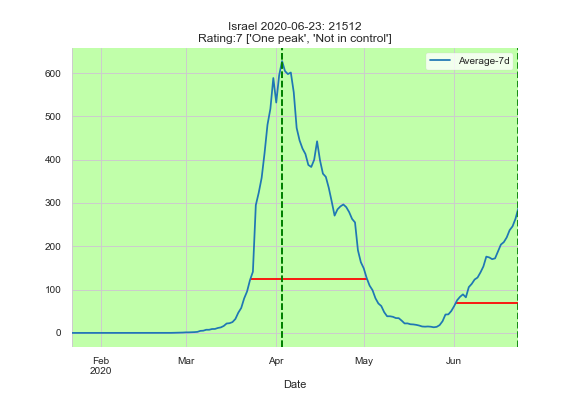 Israel 2020-06-23: 21512
Rating:7 ['One peak', 'Not in control']
Average-7d
600
500
400
300
200
100
0
Feb Mar Apr May Jun
2020
Date